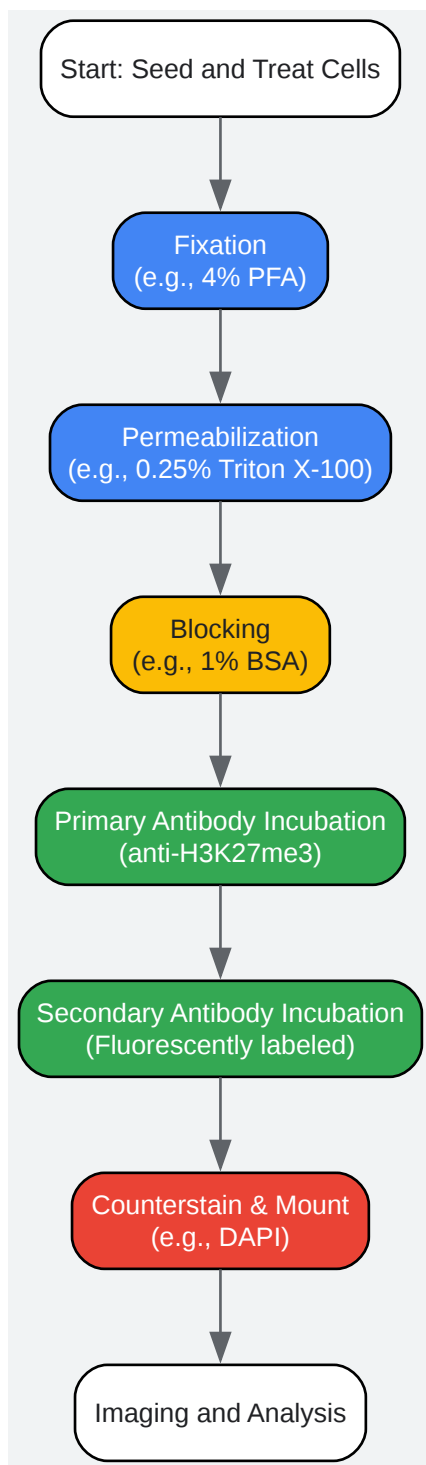 Start: Seed and Treat Cells
Fixation
(e.g., 4% PFA)
Permeabilization
(e.g., 0.25% Triton X-100)
Blocking
(e.g., 1% BSA)
Primary Antibody Incubation
(anti-H3K27me3)
Secondary Antibody Incubation
(Fluorescently labeled)
Counterstain & Mount
(e.g., DAPI)
Imaging and Analysis